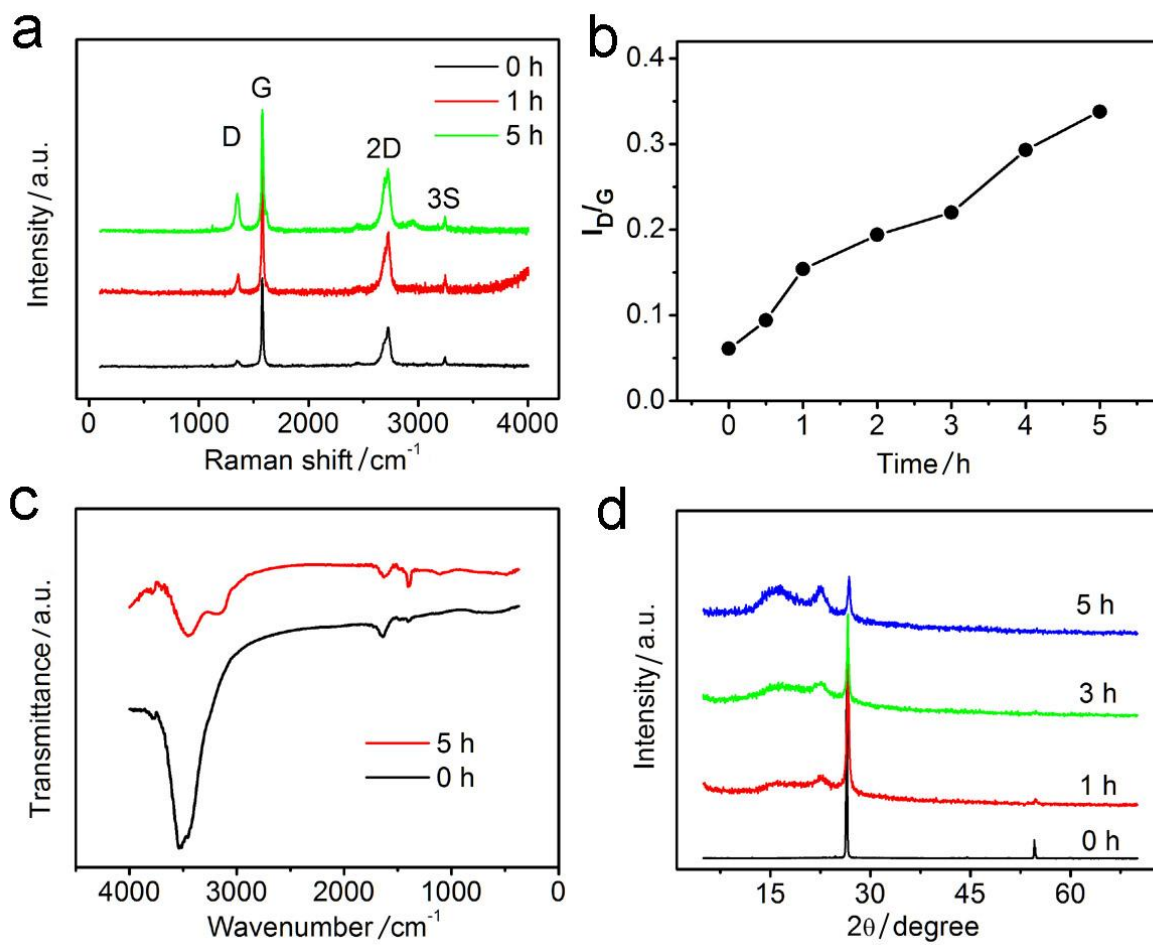 a
0 h
1 h
5 h
D
G
2D
3S
Intensity / a.u.
0 1000 2000 3000 4000
Raman shift /cm⁻¹
b
0.4
0.3
0.2
0.1
0.0
I_D/G
0 1 2 3 4 5
Time / h
c
5 h
0 h
Transmittance / a.u.
4000 3000 2000 1000 0
Wavenumber /cm⁻¹
d
5 h
3 h
1 h
0 h
Intensity / a.u.
15 30 45 60
2θ / degree